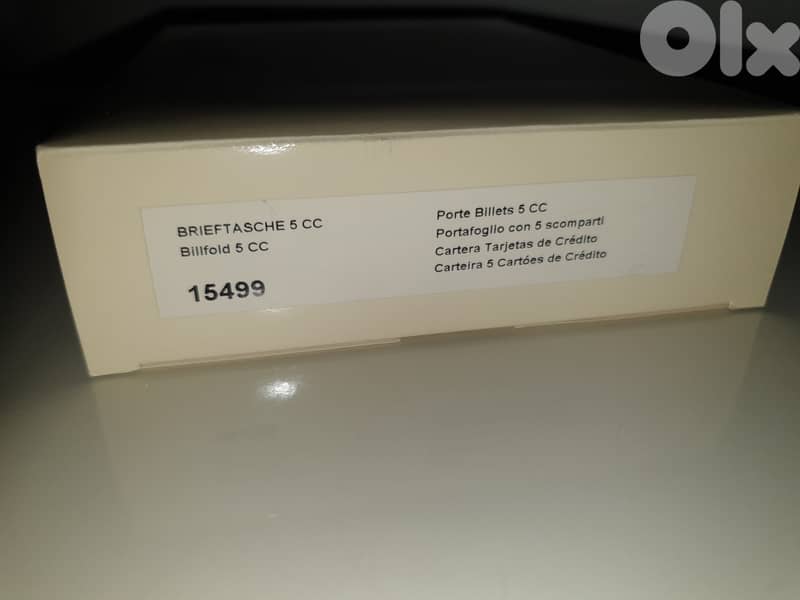 Olx
BRIEFTASCHE 5 CC
Billfold 5 CC
15499
Porte Billets 5 CC
Portafoglio con 5 scomparti
Cartera Tarjetas de Crédito
Carteira 5 Cartões de Crédito